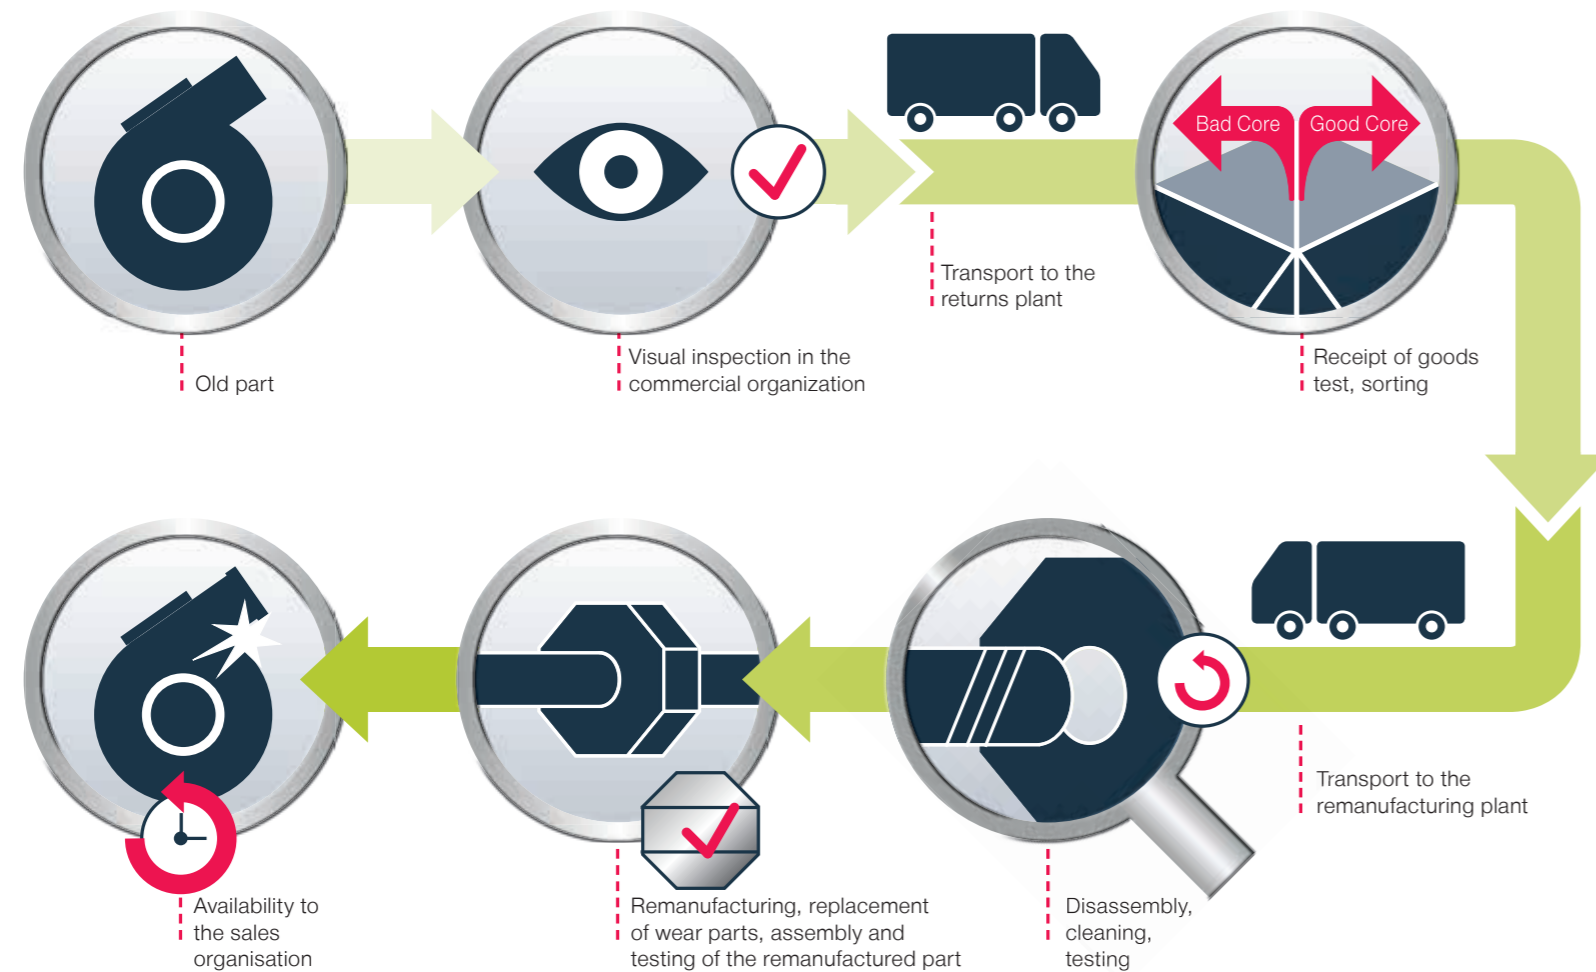 Bad Core
Good Core
Transport to the
returns plant
Old part
Visual inspection in the
commercial organization
Receipt of goods
test, sorting
Transport to the
remanufacturing plant
Availability to
the sales
organisation
Remanufacturing, replacement
of wear parts, assembly and
testing of the remanufactured part
Disassembly,
cleaning,
testing